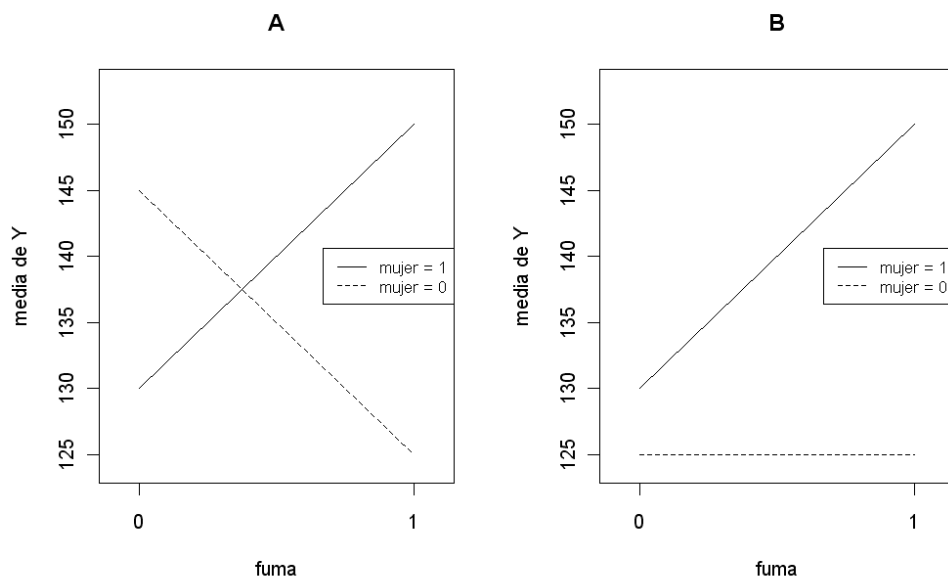 A
media de Y
150
145
140
135
130
125
mujer = 1
mujer = 0
0 1
fuma
B
media de Y
150
145
140
135
130
125
mujer = 1
mujer = 0
0 1
fuma